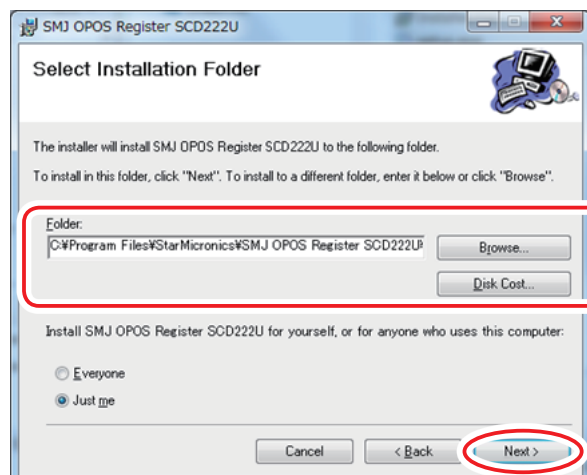 SMJ OPOS Register SCD222U
Select Installation Folder
The installer will install SMJ OPOS Register SCD222U to the following folder.
To install in this folder, click "Next". To install to a different folder, enter it below or click "Browse".
Folder:
C:¥Program Files¥StarMicronics¥SMJ OPOS Register SCD222U¥
Browse...
Disk Cost...
Install SMJ OPOS Register SCD222U for yourself, or for anyone who uses this computer:
Everyone
Just me
Cancel
< Back
Next >